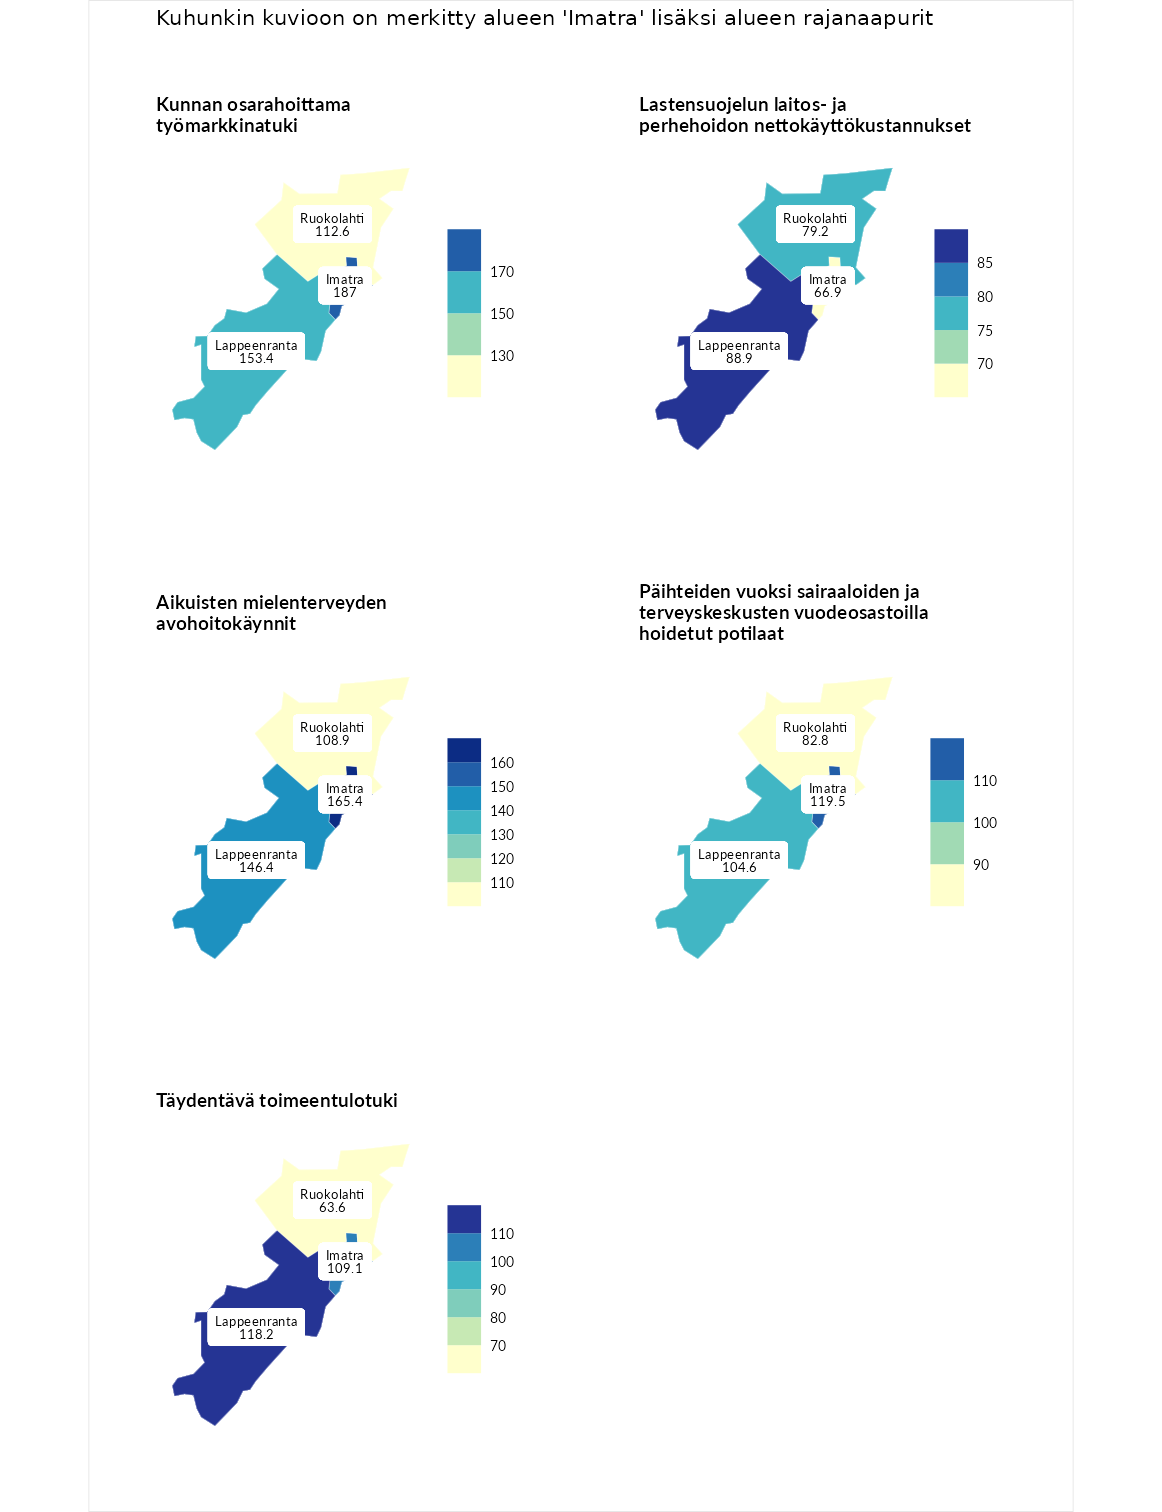 Kuhunkin kuvioon on merkitty alueen 'Imatra' lisäksi alueen rajanaapurit
Kunnan osarahoittama
työmarkkinatuki
Ruokolahti
112.6
Imatra
187
Lappeenranta
153.4
170
150
130
Lastensuojelun laitos- ja
perhehoidon nettokäyttökustannukset
Ruokolahti
79.2
Imatra
66.9
Lappeenranta
88.9
85
80
75
70
Aikuisten mielenterveyden
avohoitokäynnit
Ruokolahti
108.9
Imatra
165.4
Lappeenranta
146.4
160
150
140
130
120
110
Päihteiden vuoksi sairaaloiden ja
terveyskeskusten vuodeosastoilla
hoidetut potilaat
Ruokolahti
82.8
Imatra
119.5
Lappeenranta
104.6
110
100
90
Täydentävä toimeentulotuki
Ruokolahti
63.6
Imatra
109.1
Lappeenranta
118.2
110
100
90
80
70